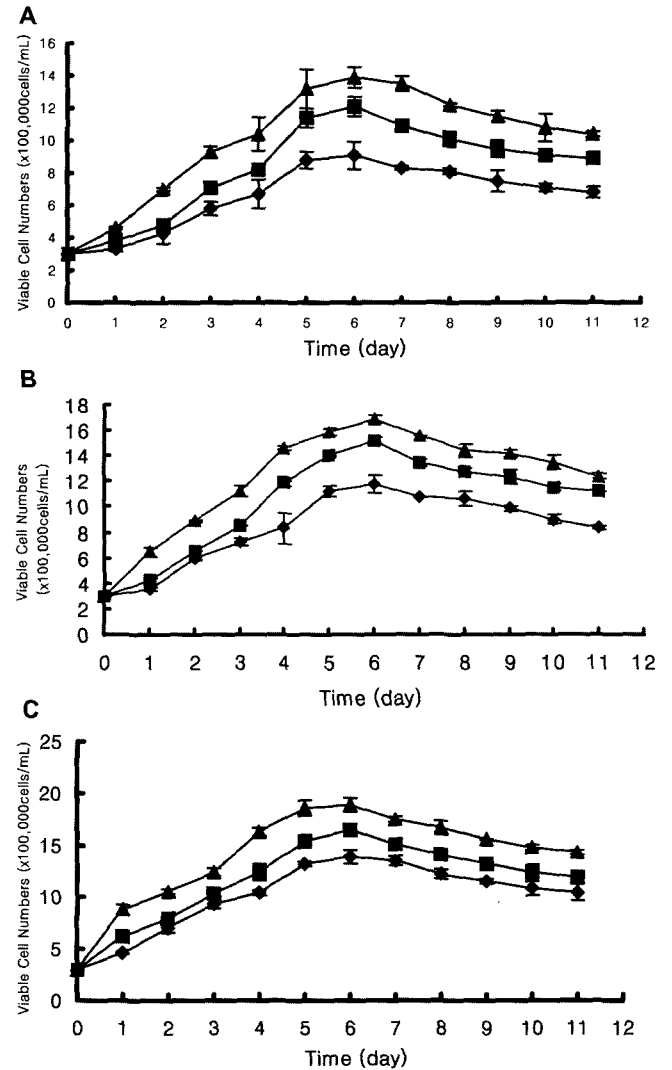 A
Viable Cell Numbers (x100,000cells/mL)
16
14
12
10
8
6
4
2
0
0 1 2 3 4 5 6 7 8 9 10 11 12
Time (day)
B
Viable Cell Numbers
(x100,000cells/mL)
18
16
14
12
10
8
6
4
2
0
0 1 2 3 4 5 6 7 8 9 10 11 12
Time (day)
C
Viable Cell Numbers (x100,000cells/mL)
25
20
15
10
5
0
0 1 2 3 4 5 6 7 8 9 10 11 12
Time (day)